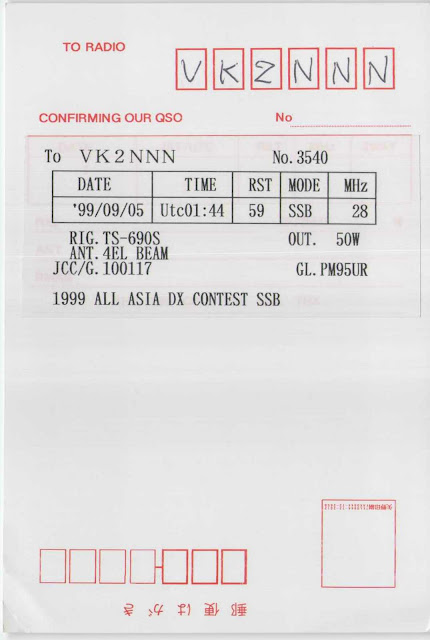 TO RADIO
VK2NNN
CONFIRMING OUR QSO No
To VK2NNN No. 3540
DATE TIME RST MODE MHz
'99/09/05 Utc01:44 59 SSB 28
RIG. TS-690S OUT. 50W
ANT. 4EL BEAM
JCC/G. 100117 GL. PM95UR
1999 ALL ASIA DX CONTEST SSB
郵便はがき